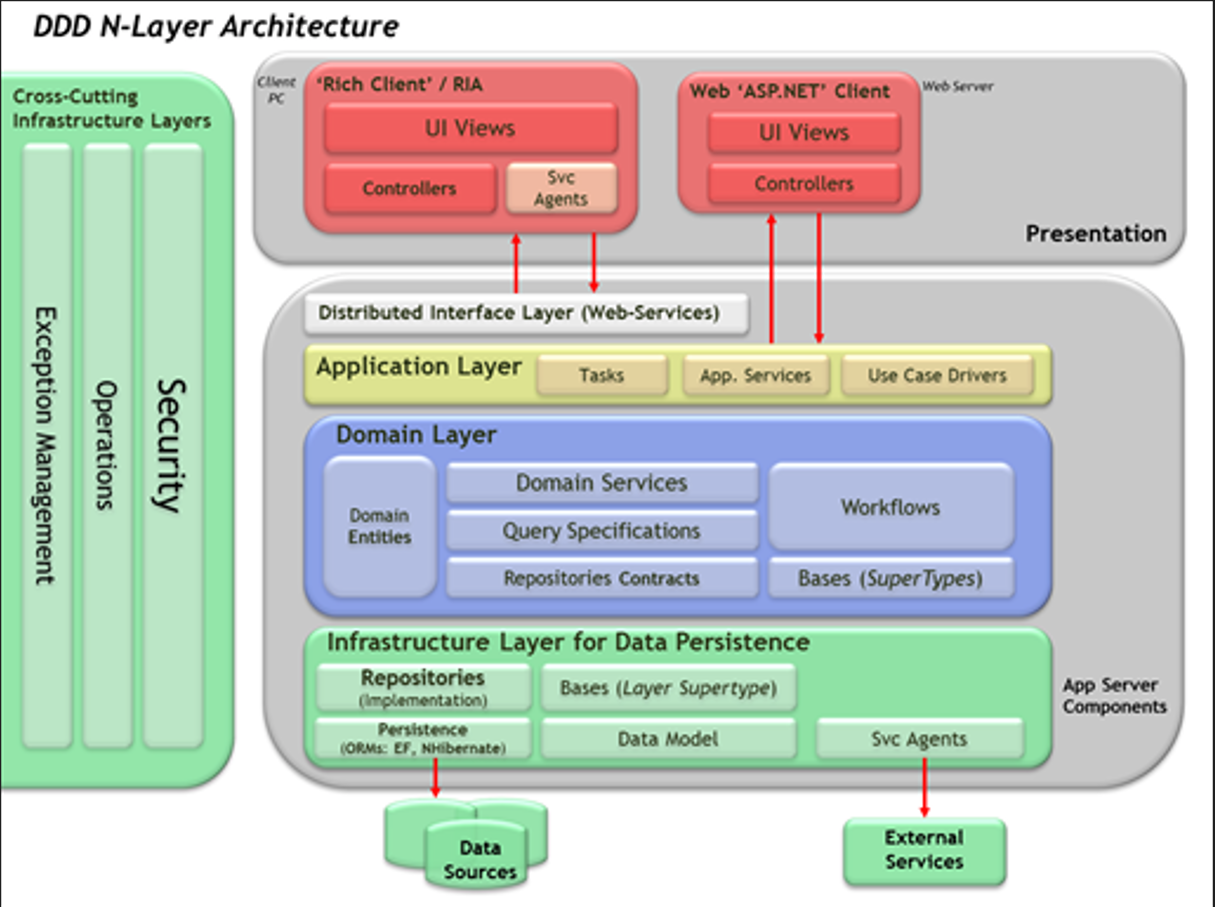 DDD N-Layer Architecture
Cross-Cutting
Infrastructure Layers
Exception Management
Operations
Security
Client
PC
'Rich Client' / RIA
UI Views
Controllers
Svc
Agents
Web 'ASP.NET' Client
UI Views
Controllers
Web Server
Presentation
Distributed Interface Layer (Web-Services)
Application Layer
Tasks
App. Services
Use Case Drivers
Domain Layer
Domain
Entities
Domain Services
Query Specifications
Repositories Contracts
Workflows
Bases (SuperTypes)
Infrastructure Layer for Data Persistence
Repositories
(Implementation)
Bases (Layer Supertype)
Persistence
(ORMs: EF, NHibernate)
Data Model
Svc Agents
App Server
Components
Data
Sources
External
Services